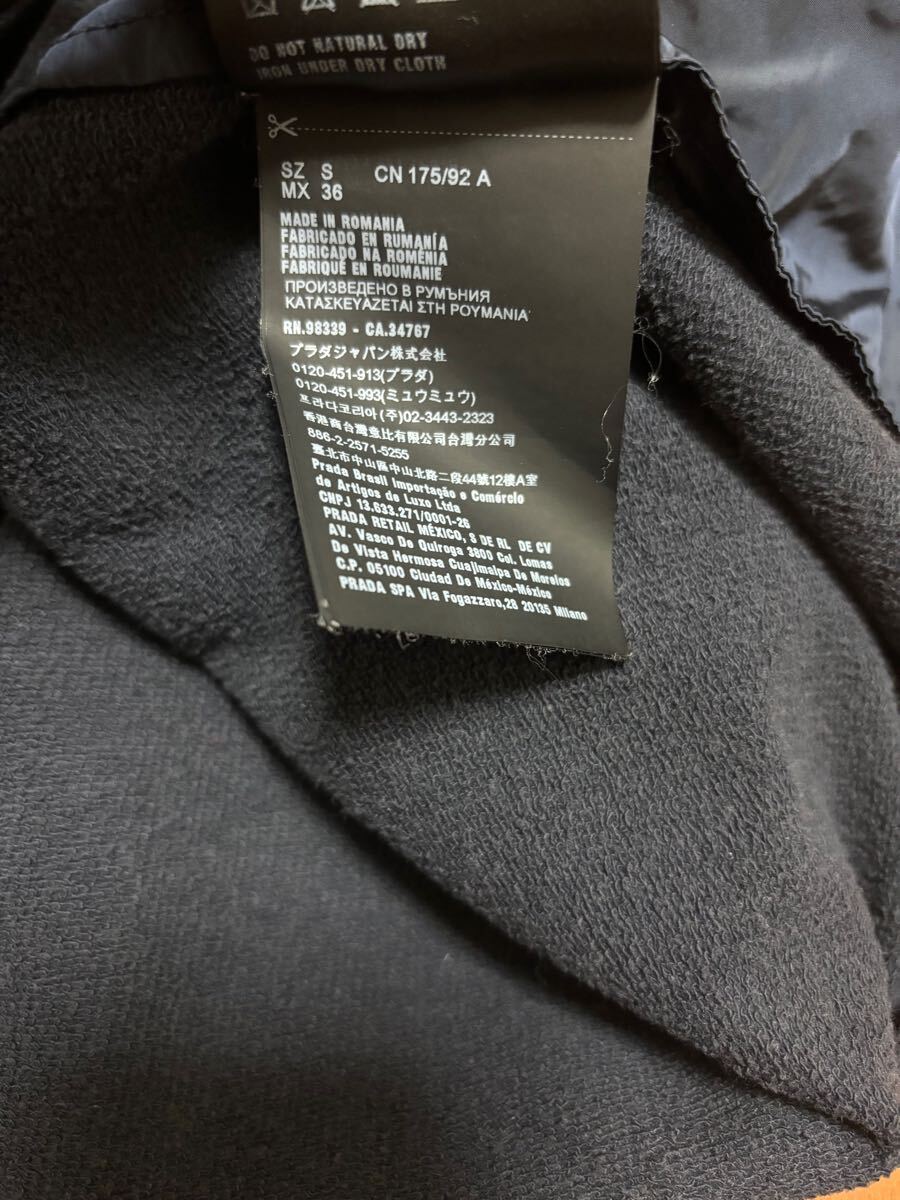 DO NOT NATURAL DRY
IRON UNDER DRY CLOTH
SZ S CN 175/92 A
MX 36
MADE IN ROMANIA
FABRICADO EN RUMANÍA
FABRICADO NA ROMÉNIA
FABRIQUÉ EN ROUMANIE
ПРОИЗВЕДЕНО В РУМЪНИЯ
ΚΑΤΑΣΚΕΥΑΖΕΤΑΙ ΣΤΗ ΡΟΥΜΑΝΙΑ
RN.98339 - CA.34767
プラダジャパン株式会社
0120-451-913(プラダ)
0120-451-993(ミュウミュウ)
프라다코리아 (주)02-3443-2323
香港商台灣意比有限公司台灣分公司
886-2-2571-5255
臺北市中山區中山北路二段44號12樓A室
Prada Brasil Importação e Comércio
de Artigos de Luxo Ltda
CNPJ 13.633.271/0001-26
PRADA RETAIL MÉXICO, S DE RL DE CV
AV. Vasco De Quiroga 3800 Col. Lomas
De Vista Hermosa Cuajimalpa De Morelos
C.P. 05100 Ciudad De México-México
PRADA SPA Via Fogazzaro,28 20135 Milano